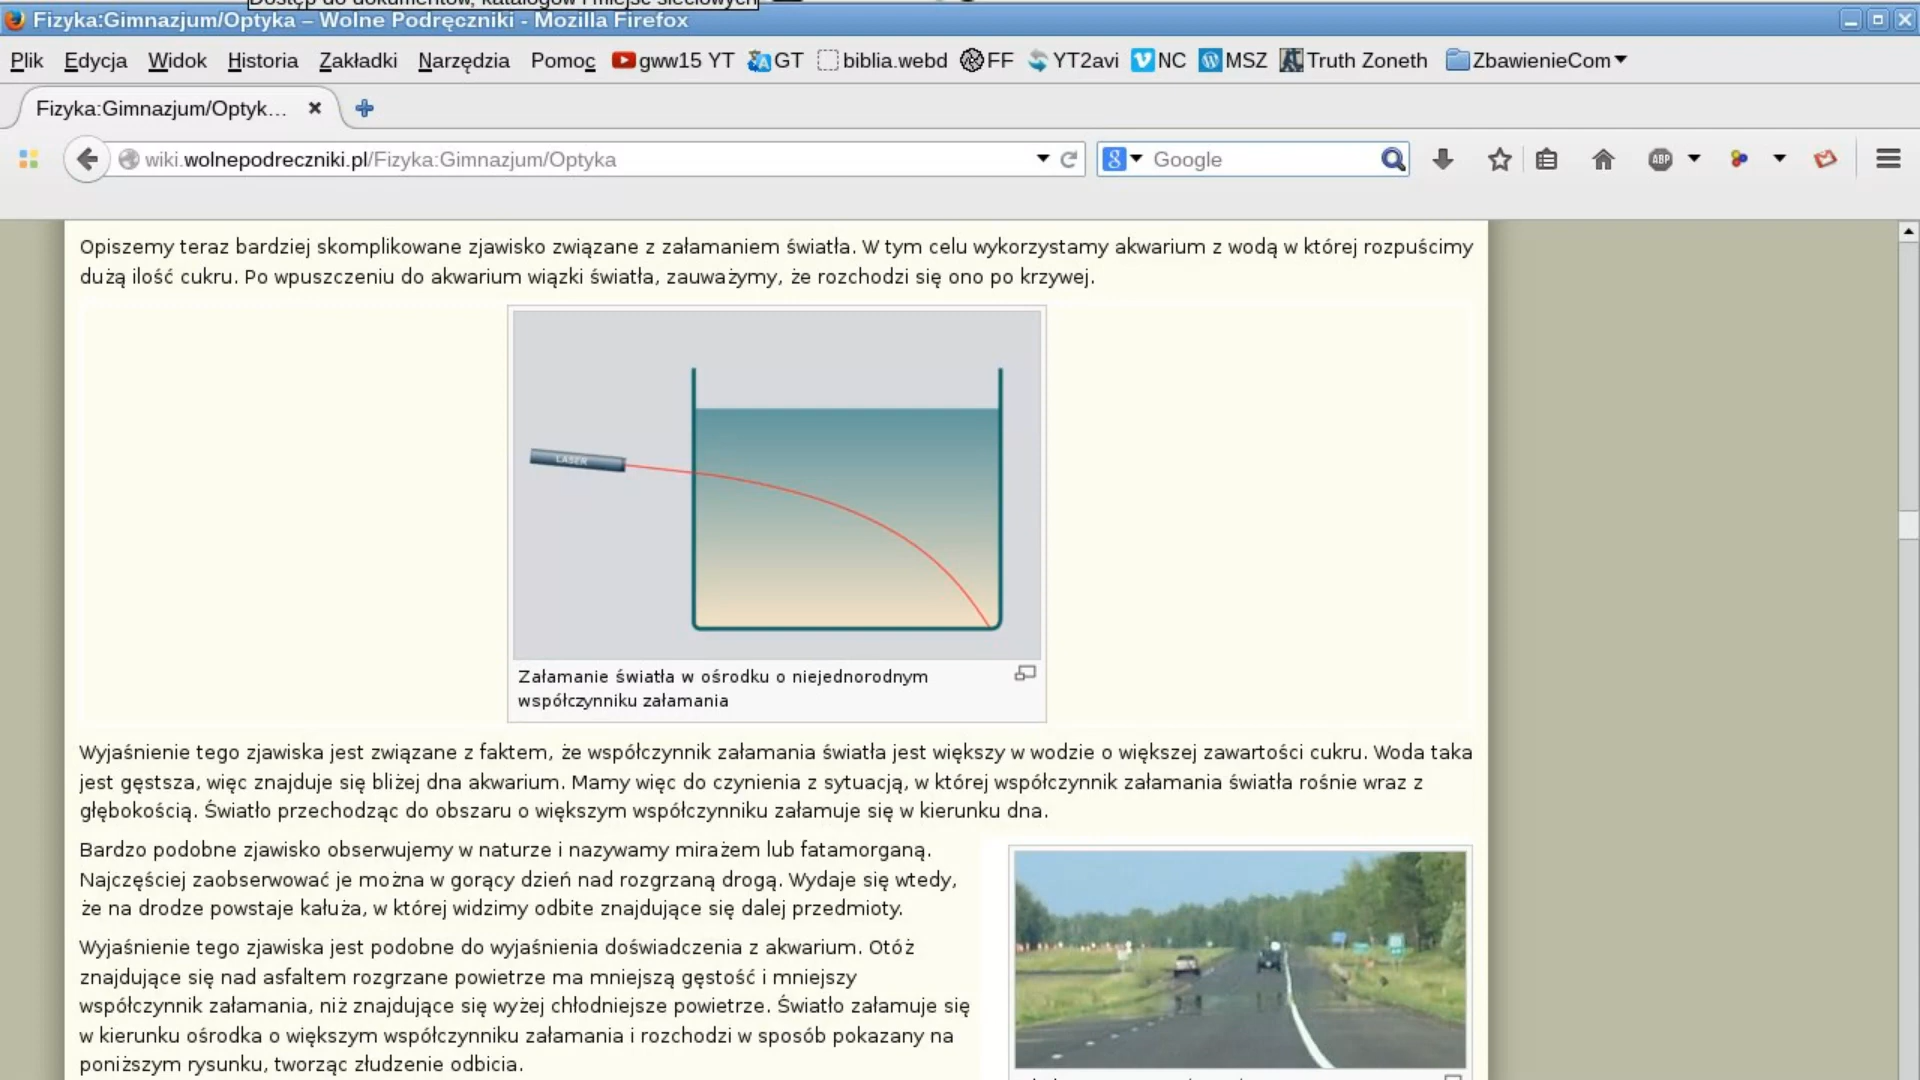 Dostęp do dokumentów, katalogów i miejsc sieciowych
Fizyka:Gimnazjum/Optyka – Wolne Podręczniki - Mozilla Firefox
Plik Edycja Widok Historia Zakładki Narzędzia Pomoc gww15 YT GT biblia.webd FF YT2avi NC MSZ Truth Zoneth ZbawienieCom
Fizyka:Gimnazjum/Optyk...
wiki.wolnepodreczniki.pl/Fizyka:Gimnazjum/Optyka 8 Google ABP
Opiszemy teraz bardziej skomplikowane zjawisko związane z załamaniem światła. W tym celu wykorzystamy akwarium z wodą w której rozpuścimy
dużą ilość cukru. Po wpuszczeniu do akwarium wiązki światła, zauważymy, że rozchodzi się ono po krzywej.
LASER
Załamanie światła w ośrodku o niejednorodnym
współczynniku załamania
Wyjaśnienie tego zjawiska jest związane z faktem, że współczynnik załamania światła jest większy w wodzie o większej zawartości cukru. Woda taka
jest gęstsza, więc znajduje się bliżej dna akwarium. Mamy więc do czynienia z sytuacją, w której współczynnik załamania światła rośnie wraz z
głębokością. Światło przechodząc do obszaru o większym współczynniku załamuje się w kierunku dna.
Bardzo podobne zjawisko obserwujemy w naturze i nazywamy mirażem lub fatamorganą.
Najczęściej zaobserwować je można w gorący dzień nad rozgrzaną drogą. Wydaje się wtedy,
że na drodze powstaje kałuża, w której widzimy odbite znajdujące się dalej przedmioty.
Wyjaśnienie tego zjawiska jest podobne do wyjaśnienia doświadczenia z akwarium. Otóż
znajdujące się nad asfaltem rozgrzane powietrze ma mniejszą gęstość i mniejszy
współczynnik załamania, niż znajdujące się wyżej chłodniejsze powietrze. Światło załamuje się
w kierunku ośrodka o większym współczynniku załamania i rozchodzi w sposób pokazany na
poniższym rysunku, tworząc złudzenie odbicia.